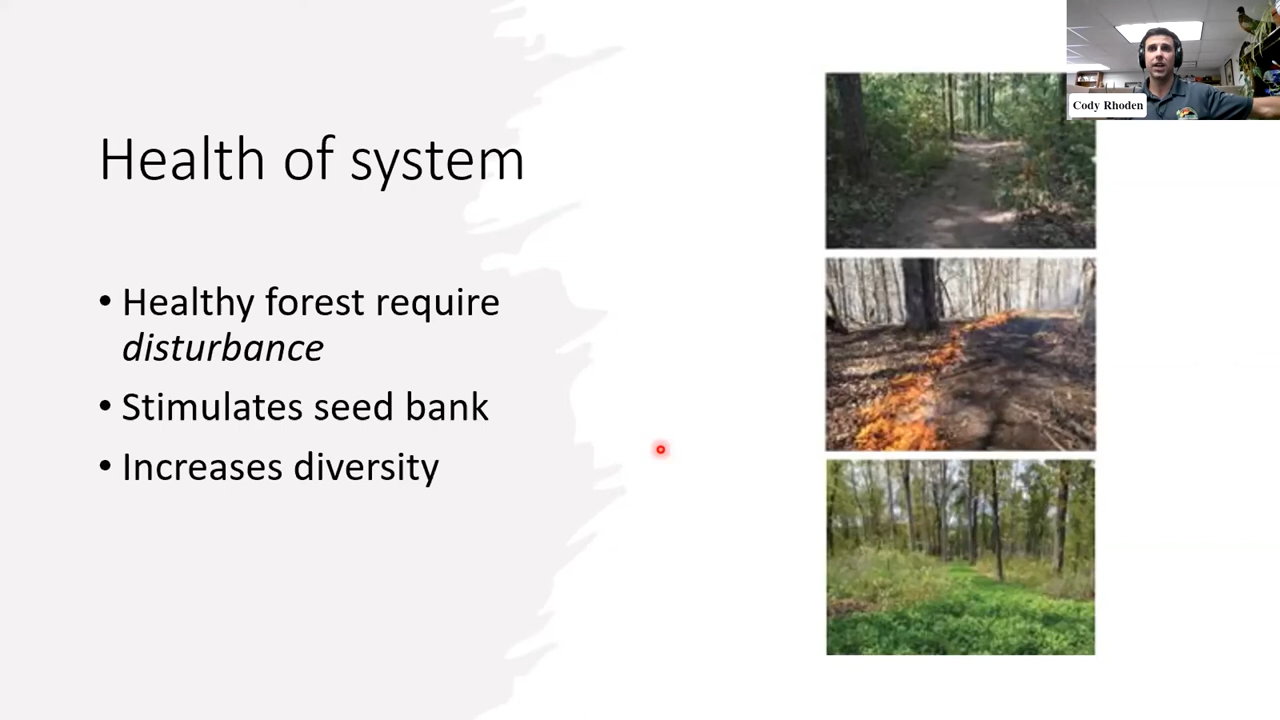 Health of system
• Healthy forest require
disturbance
• Stimulates seed bank
• Increases diversity
Cody Rhoden